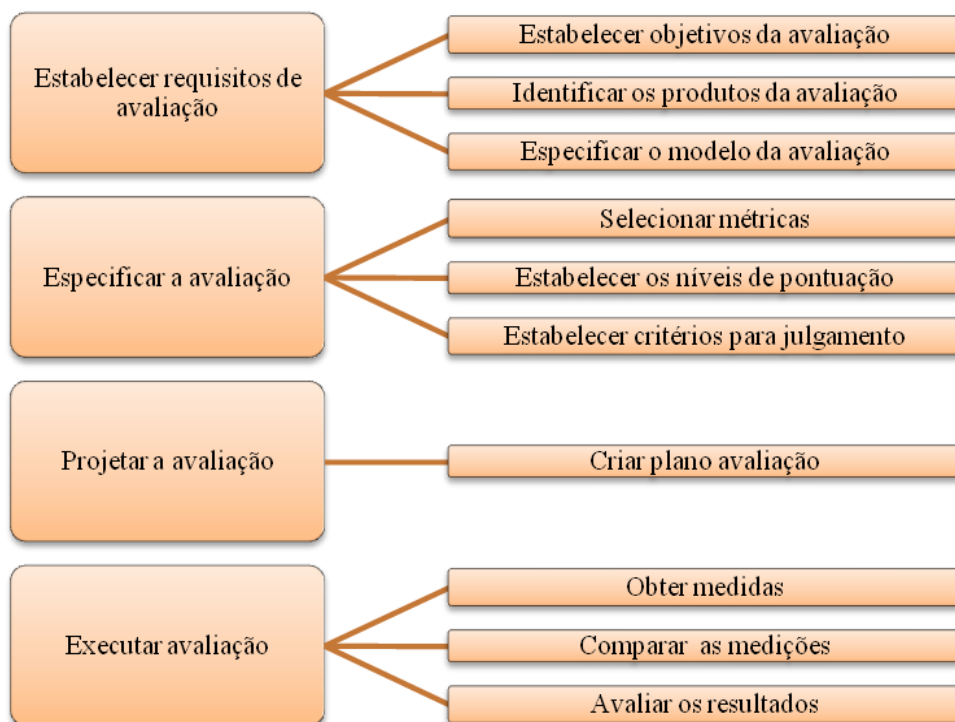 Estabelecer requisitos de
avaliação
Estabelecer objetivos da avaliação
Identificar os produtos da avaliação
Especificar o modelo da avaliação
Especificar a avaliação
Selecionar métricas
Estabelecer os níveis de pontuação
Estabelecer critérios para julgamento
Projetar a avaliação
Criar plano avaliação
Executar avaliação
Obter medidas
Comparar as medições
Avaliar os resultados